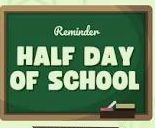 Reminder
HALF DAY
OF SCHOOL